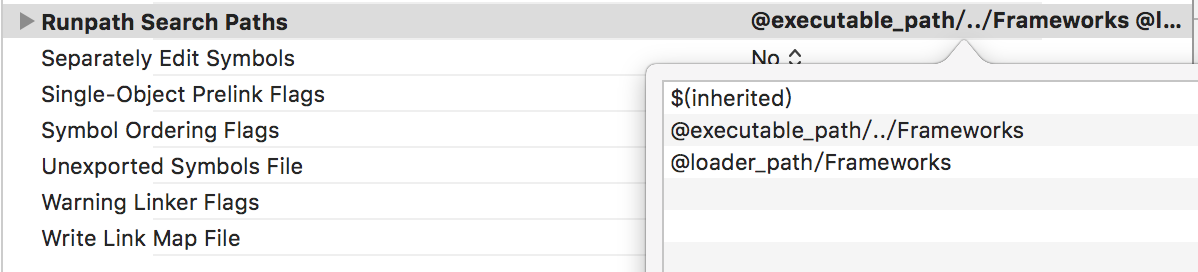 Runpath Search Paths @executable_path/../Frameworks @l...
Separately Edit Symbols No
Single-Object Prelink Flags
Symbol Ordering Flags
Unexported Symbols File
Warning Linker Flags
Write Link Map File
$(inherited)
@executable_path/../Frameworks
@loader_path/Frameworks